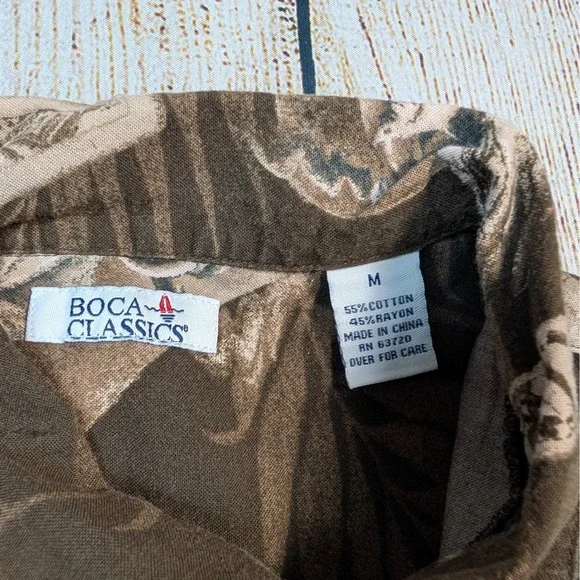 BOCA
CLASSICS®
M
55% COTTON
45% RAYON
MADE IN CHINA
RN 63720
OVER FOR CARE